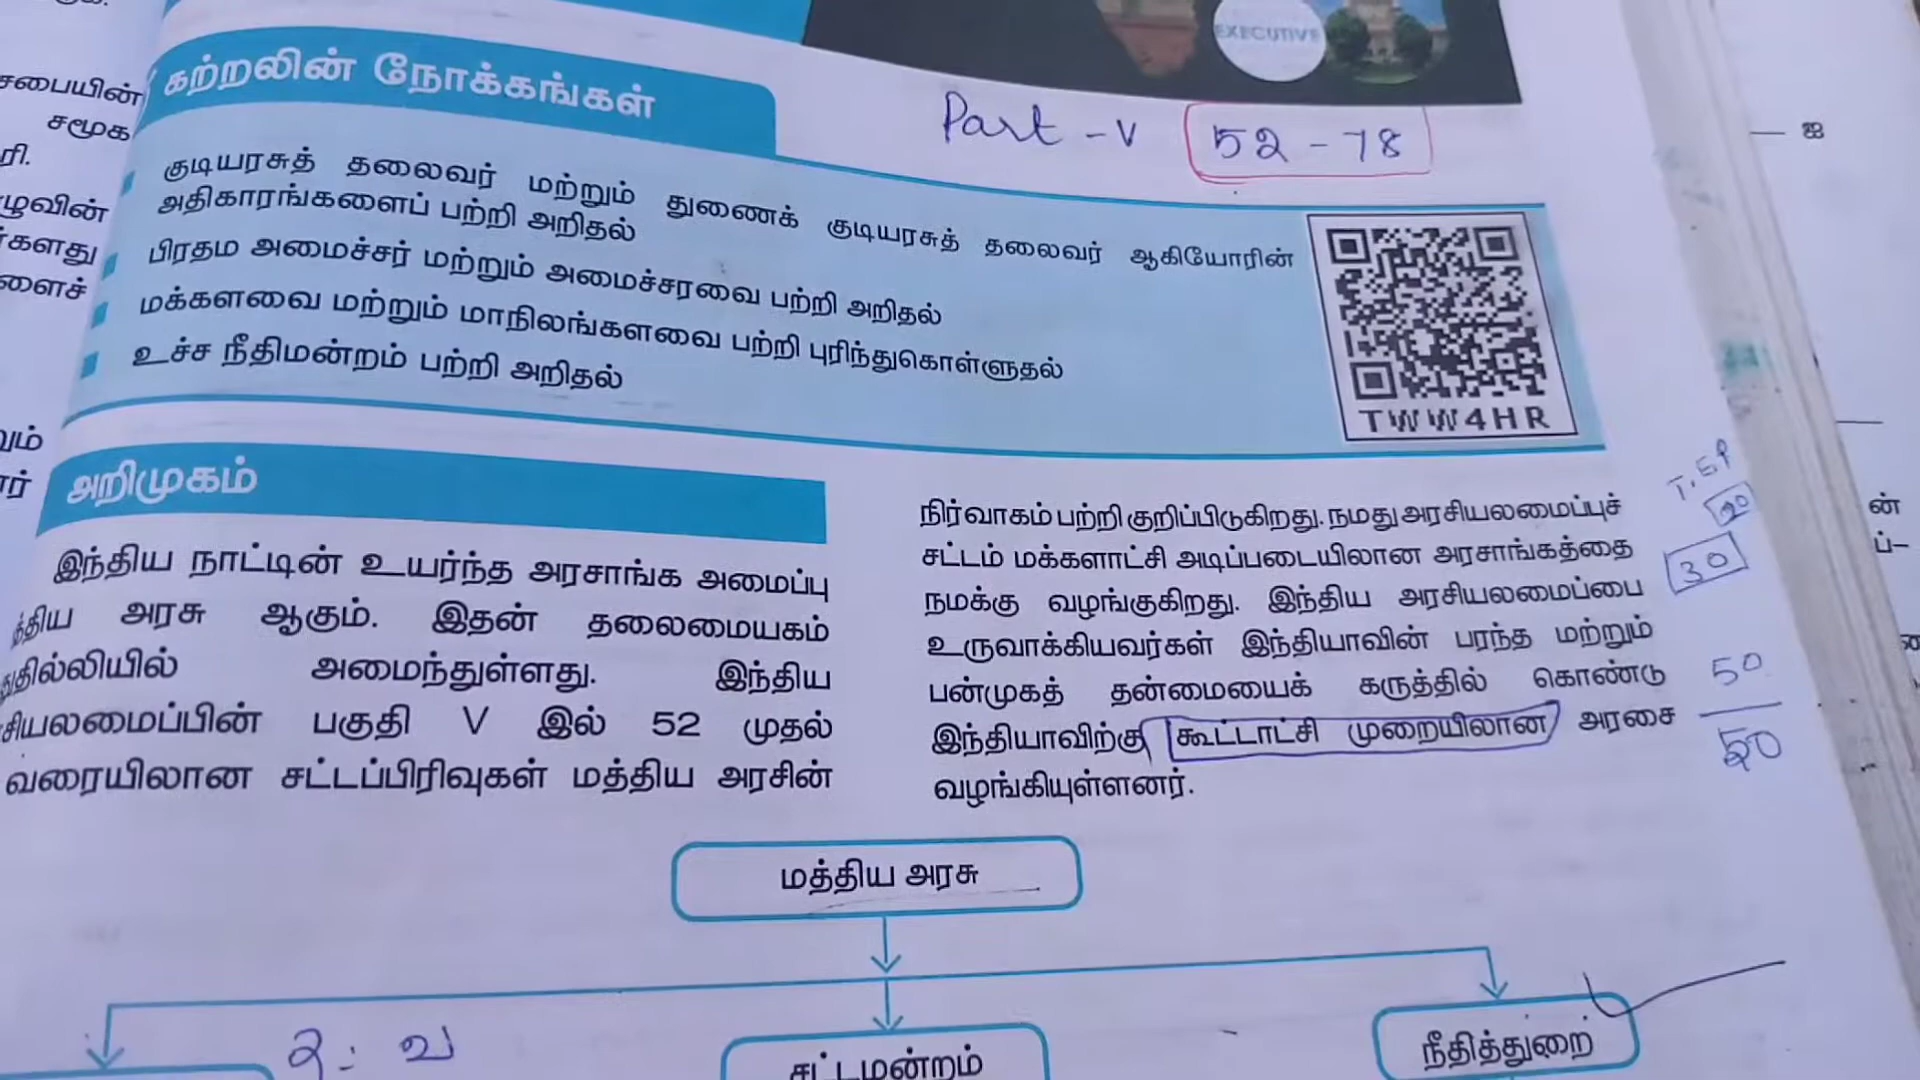 EXECUTIVE
Part - V 52 - 78
கற்றலின் நோக்கங்கள்
குடியரசுத் தலைவர் மற்றும் துணைக் குடியரசுத் தலைவர் ஆகியோரின்
அதிகாரங்களைப் பற்றி அறிதல்
பிரதம அமைச்சர் மற்றும் அமைச்சரவை பற்றி அறிதல்
மக்களவை மற்றும் மாநிலங்களவை பற்றி புரிந்துகொள்ளுதல்
உச்ச நீதிமன்றம் பற்றி அறிதல்
TWW4HR
சபையின்
சமூக
ரி.
ழுவின்
ர்களது
ளைச்
அறிமுகம்
இந்திய நாட்டின் உயர்ந்த அரசாங்க அமைப்பு
த்திய அரசு ஆகும். இதன் தலைமையகம்
துதில்லியில் அமைந்துள்ளது. இந்திய
சியலமைப்பின் பகுதி V இல் 52 முதல்
வரையிலான சட்டப்பிரிவுகள் மத்திய அரசின்
நிர்வாகம் பற்றி குறிப்பிடுகிறது. நமது அரசியலமைப்புச்
சட்டம் மக்களாட்சி அடிப்படையிலான அரசாங்கத்தை
நமக்கு வழங்குகிறது. இந்திய அரசியலமைப்பை
உருவாக்கியவர்கள் இந்தியாவின் பரந்த மற்றும்
பன்முகத் தன்மையைக் கருத்தில் கொண்டு
இந்தியாவிற்கு கூட்டாட்சி முறையிலான அரசை
வழங்கியுள்ளனர்.
20
30
50
50
மத்திய அரசு
சட்டமன்றம்
நீதித்துறை